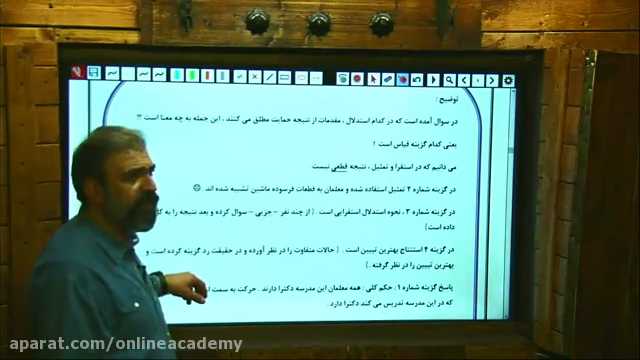 توضیح :
در سوال آمده است که در کدام استدلال ، مقدمات از نتیجه حمایت مطلق می کنند ، این جمله به چه معنا است ؟!
یعنی کدام گزینه قیاس است !
می دانیم که در استقرا و تمثیل ، نتیجه قطعی نیست
در گزینه شماره ۲ تمثیل استفاده شده و معلمان به قطعات فرسوده ماشین تشبیه شده اند. ☹
در گزینه شماره ۳ ، نحوه استدلال استقرایی است . ( از چند نفر – جزیی – سوال کرده و بعد نتیجه را به
داده است)
در گزینه ۴ استنتاج بهترین تبیین است . ( حالات متفاوت را در نظر آورده و در حقیقت رد گزینه کرده است و
بهترین تبیین را در نظر گرفته .)
پاسخ گزینه شماره ۱ : حکم کلی : همه معلمان این مدرسه دکترا دارند . حرکت به سمت
که در این مدرسه تدریس می کند دکترا دارد .
aparat.com/onlineacademy